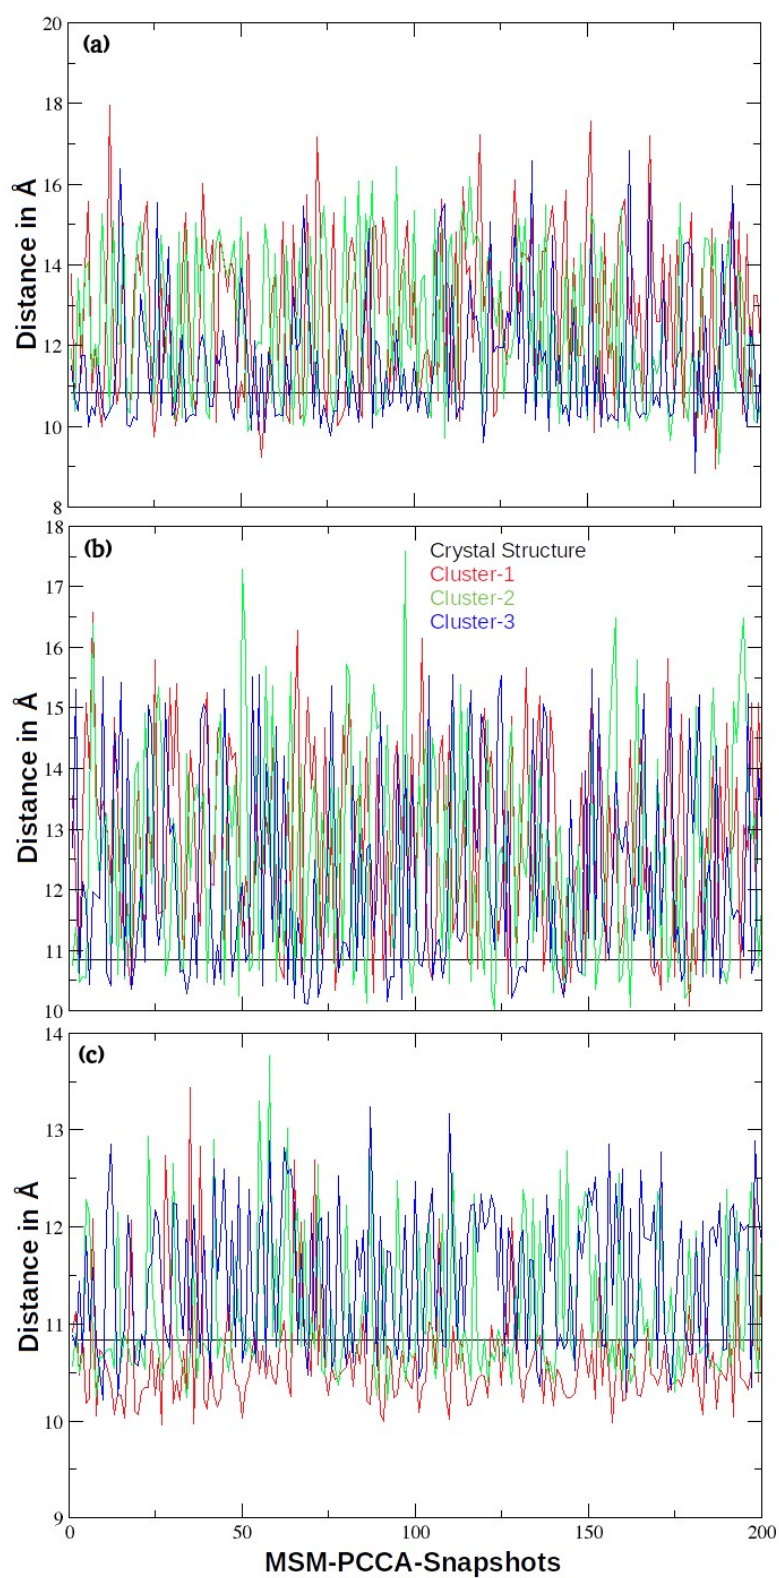 20
(a)
18
16
14
12
10
8
Distance in Å
18
(b)
Crystal Structure
Cluster-1
Cluster-2
Cluster-3
17
16
15
14
13
12
11
10
Distance in Å
14
(c)
13
12
11
10
9
Distance in Å
0 50 100 150 200
MSM-PCCA-Snapshots